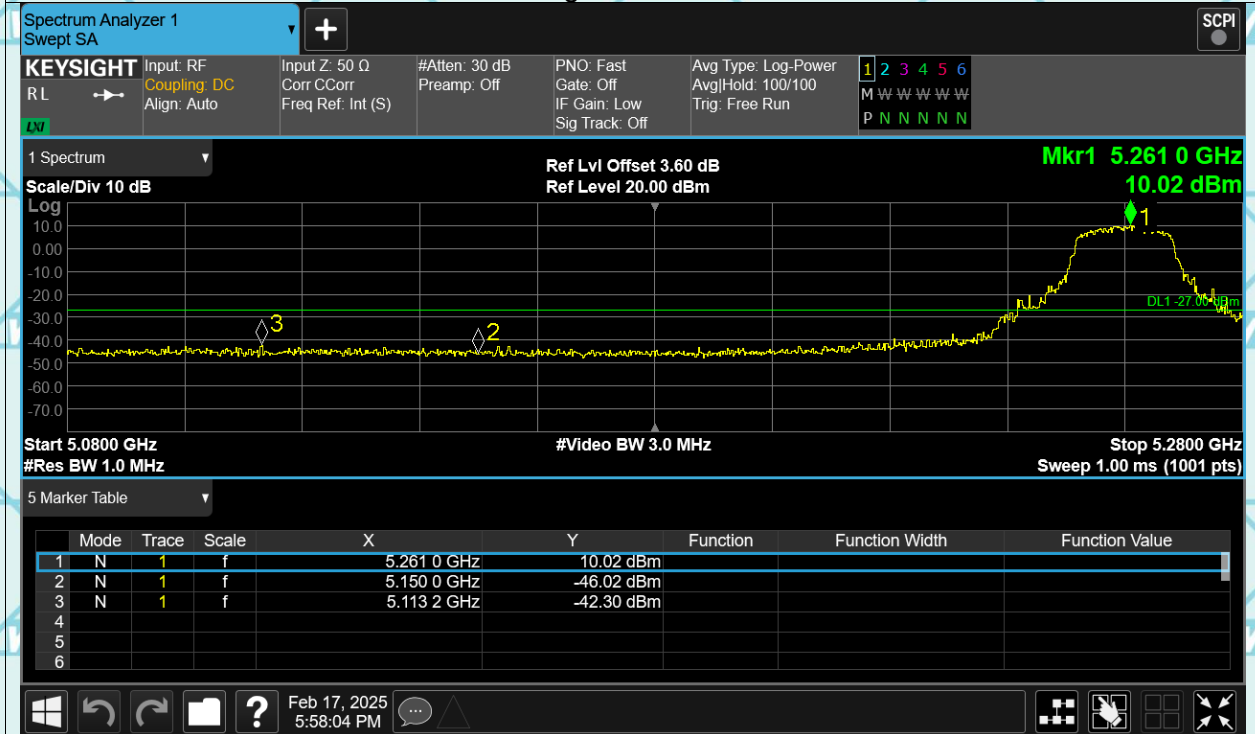 Spectrum Analyzer 1
Swept SA
SCPI
KEYSIGHT
RL
LXI
Input: RF
Coupling: DC
Align: Auto
Input Z: 50 Ω
Corr CCorr
Freq Ref: Int (S)
#Atten: 30 dB
Preamp: Off
PNO: Fast
Gate: Off
IF Gain: Low
Sig Track: Off
Avg Type: Log-Power
Avg|Hold: 100/100
Trig: Free Run
1 2 3 4 5 6
M W W W W W
P N N N N N
1 Spectrum
Scale/Div 10 dB
Ref Lvl Offset 3.60 dB
Ref Level 20.00 dBm
Mkr1 5.261 0 GHz
10.02 dBm
Log
10.0
0.00
-10.0
-20.0
-30.0
-40.0
-50.0
-60.0
-70.0
1
2
3
DL1 -27.00 dBm
Start 5.0800 GHz
#Video BW 3.0 MHz
Stop 5.2800 GHz
#Res BW 1.0 MHz
Sweep 1.00 ms (1001 pts)
5 Marker Table
Mode Trace Scale X Y Function Function Width Function Value
1 N 1 f 5.261 0 GHz 10.02 dBm
2 N 1 f 5.150 0 GHz -46.02 dBm
3 N 1 f 5.113 2 GHz -42.30 dBm
4
5
6
?
Feb 17, 2025
5:58:04 PM